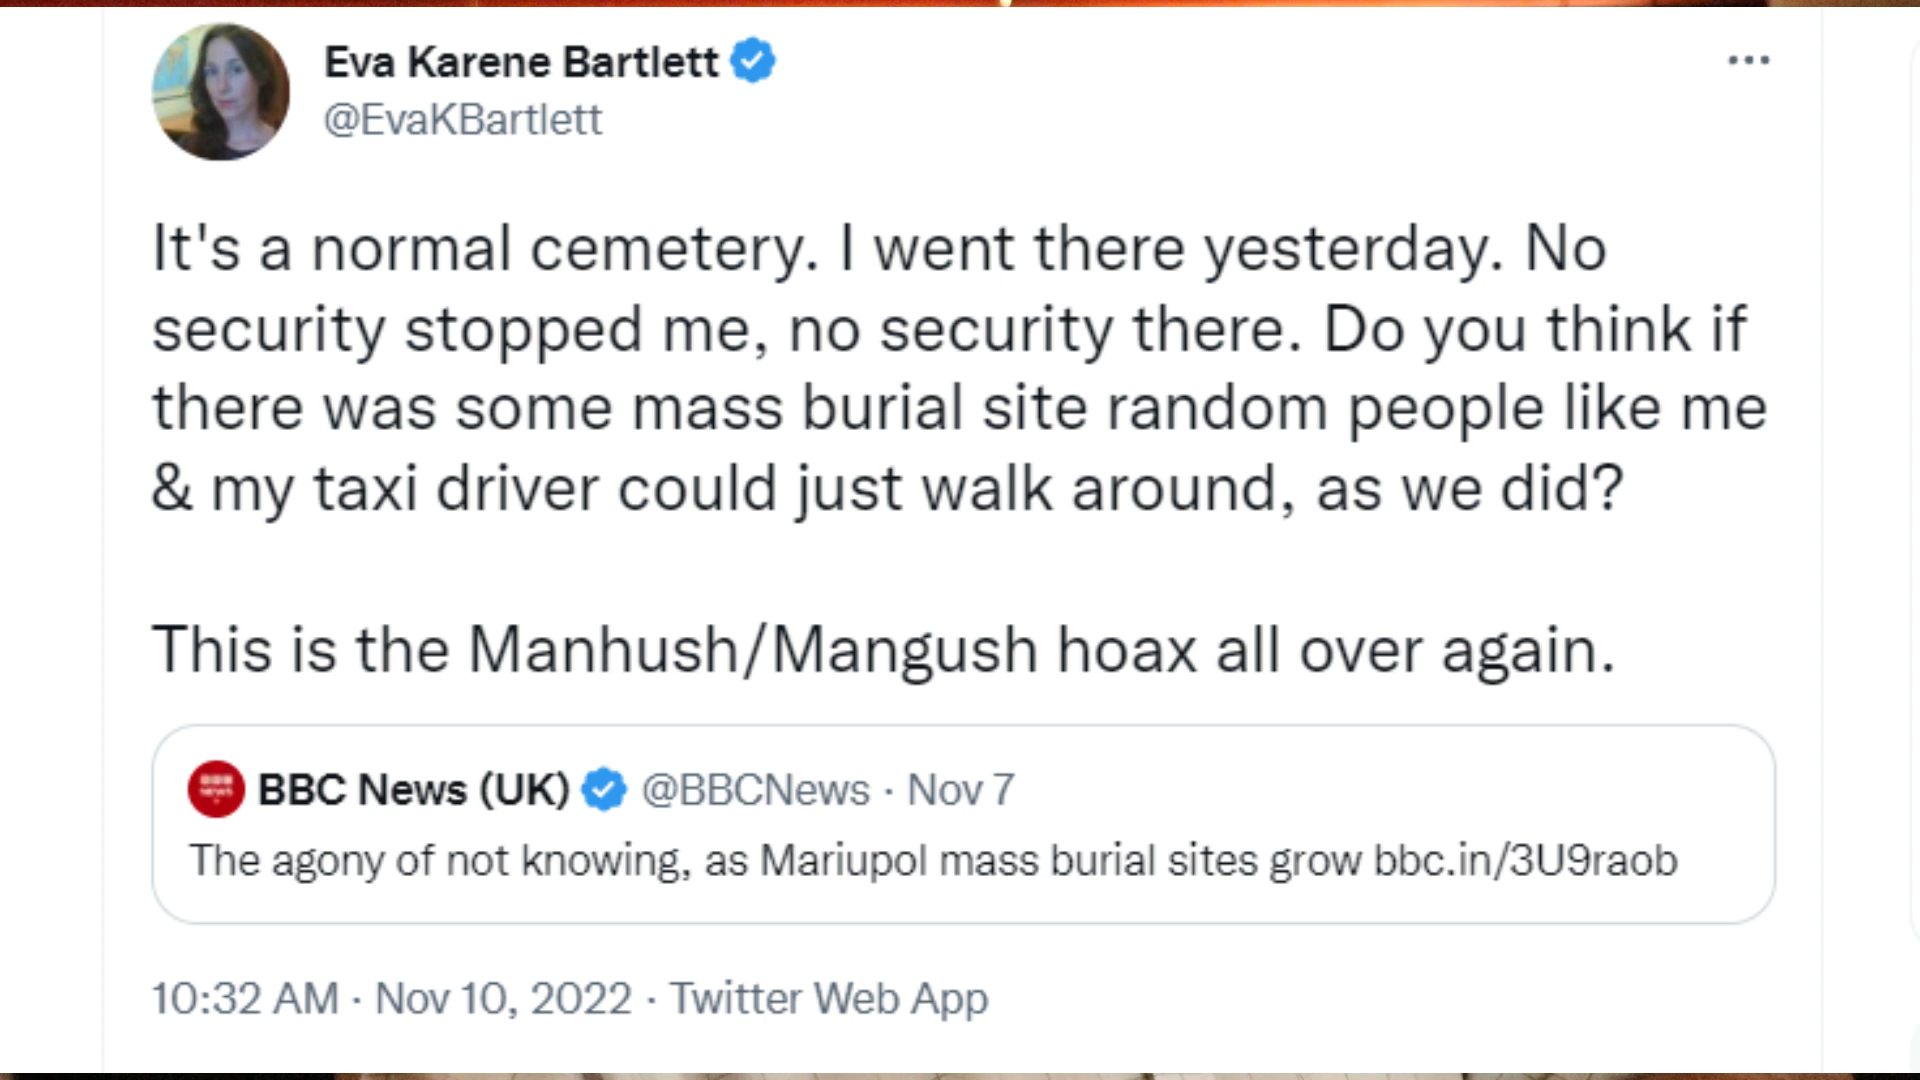 Eva Karene Bartlett
@EvaKBartlett
It's a normal cemetery. I went there yesterday. No
security stopped me, no security there. Do you think if
there was some mass burial site random people like me
& my taxi driver could just walk around, as we did?
This is the Manhush/Mangush hoax all over again.
BBC NEWS
BBC News (UK) @BBCNews · Nov 7
The agony of not knowing, as Mariupol mass burial sites grow bbc.in/3U9raob
10:32 AM · Nov 10, 2022 · Twitter Web App